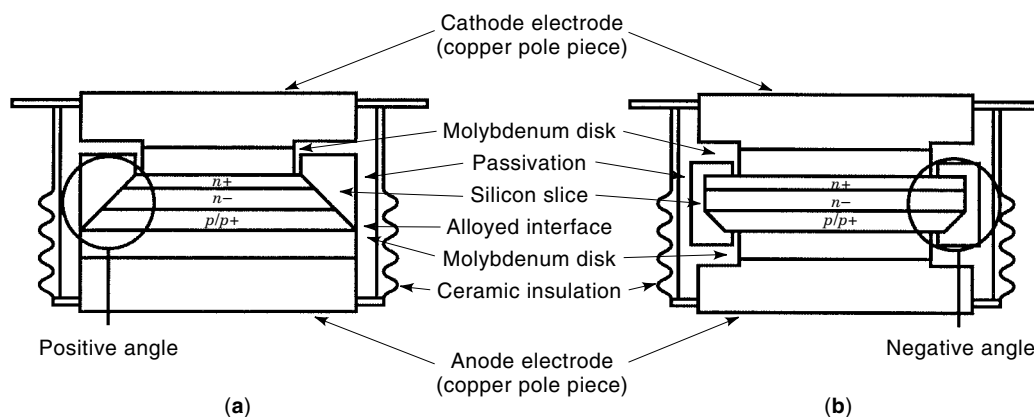 Cathode electrode
(copper pole piece)
Molybdenum disk
Passivation
Silicon slice
Alloyed interface
Molybdenum disk
Ceramic insulation
n+
n−
p/p+
n+
n−
p/p+
Positive angle
Anode electrode
(copper pole piece)
Negative angle
(a)
(b)